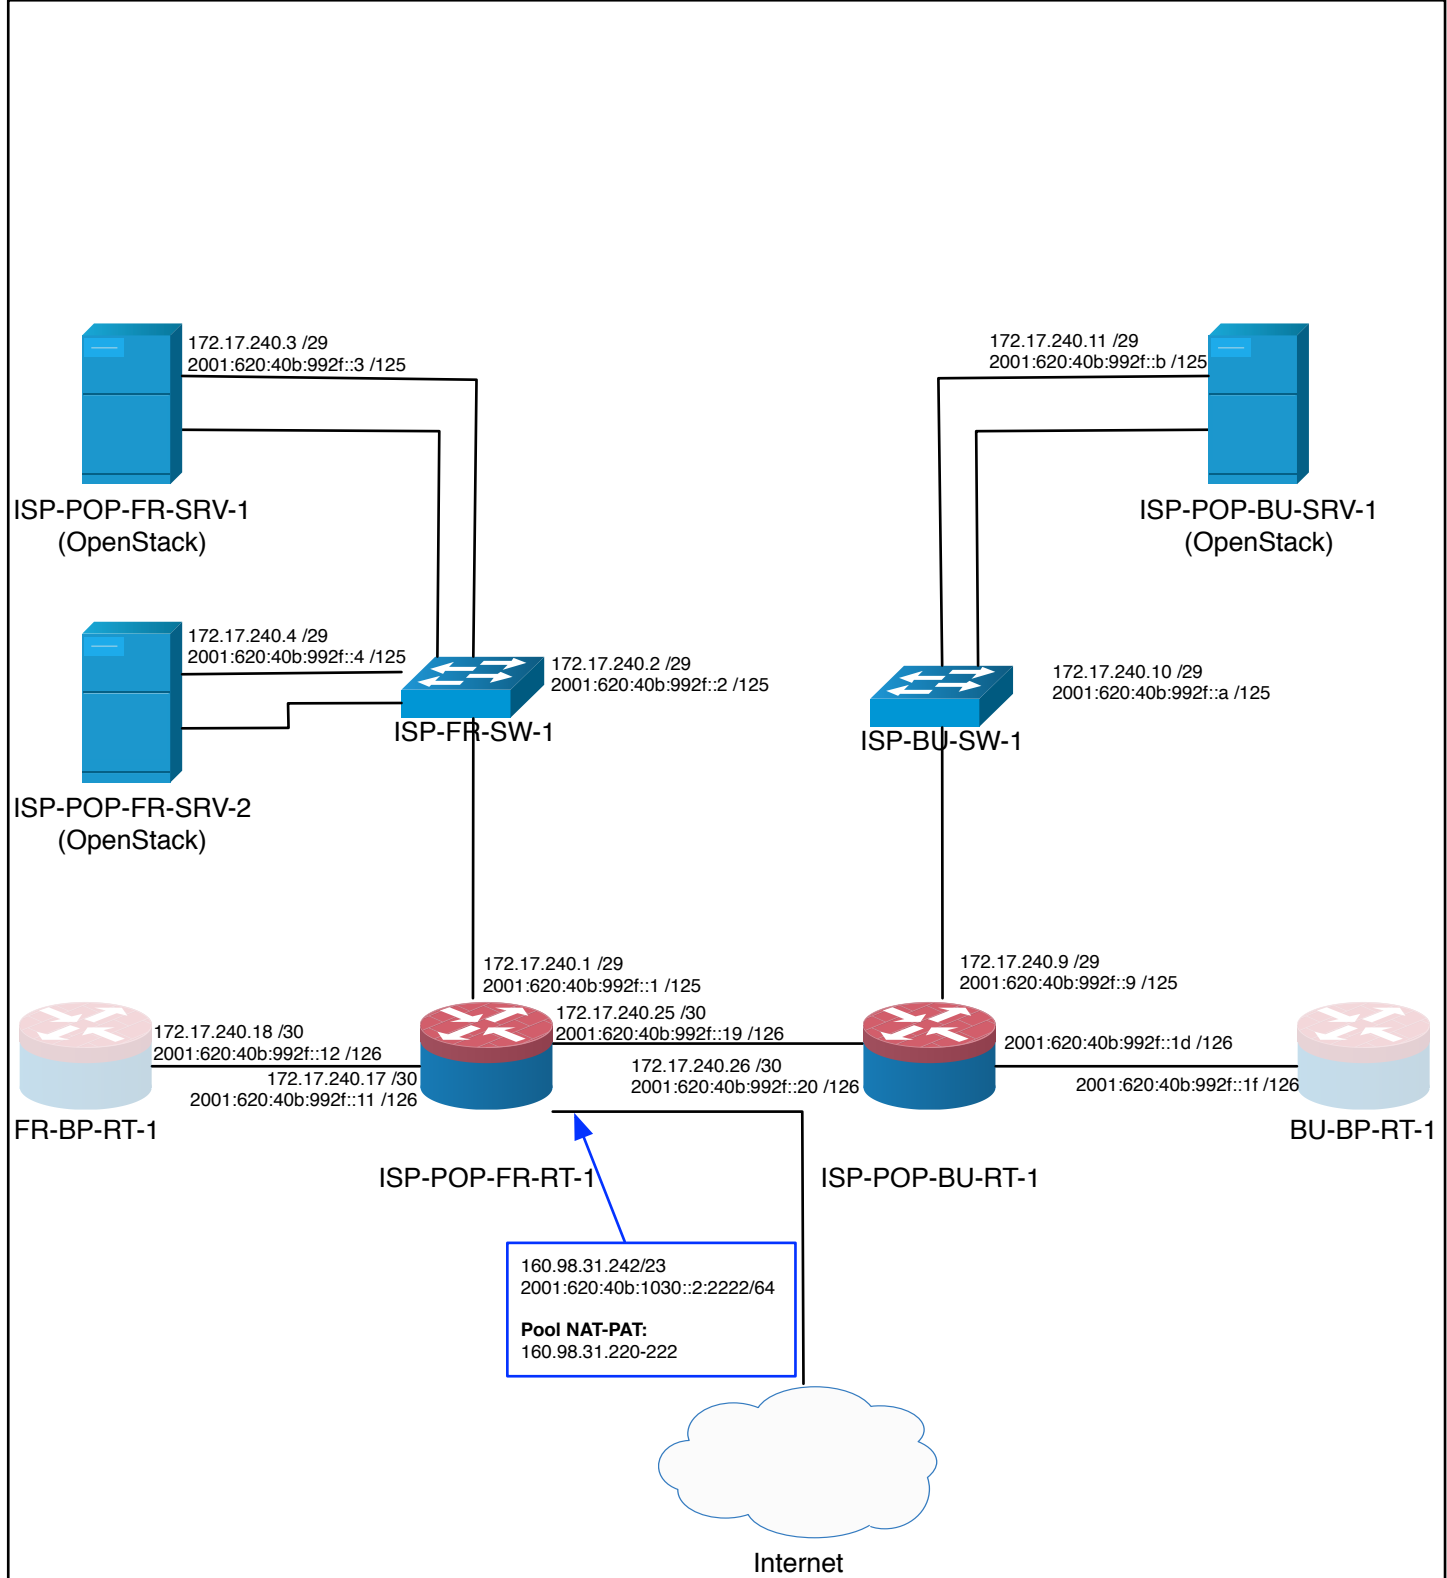 172.17.240.3 /29
2001:620:40b:992f::3 /125
172.17.240.11 /29
2001:620:40b:992f::b /125
ISP-POP-FR-SRV-1
(OpenStack)
ISP-POP-BU-SRV-1
(OpenStack)
172.17.240.4 /29
2001:620:40b:992f::4 /125
172.17.240.2 /29
2001:620:40b:992f::2 /125
172.17.240.10 /29
2001:620:40b:992f::a /125
ISP-FR-SW-1
ISP-BU-SW-1
ISP-POP-FR-SRV-2
(OpenStack)
172.17.240.1 /29
2001:620:40b:992f::1 /125
172.17.240.9 /29
2001:620:40b:992f::9 /125
172.17.240.18 /30
2001:620:40b:992f::12 /126
172.17.240.17 /30
2001:620:40b:992f::11 /126
172.17.240.25 /30
2001:620:40b:992f::19 /126
172.17.240.26 /30
2001:620:40b:992f::20 /126
2001:620:40b:992f::1d /126
2001:620:40b:992f::1f /126
FR-BP-RT-1
BU-BP-RT-1
ISP-POP-FR-RT-1
ISP-POP-BU-RT-1
160.98.31.242/23
2001:620:40b:1030::2:2222/64
Pool NAT-PAT:
160.98.31.220-222
Internet